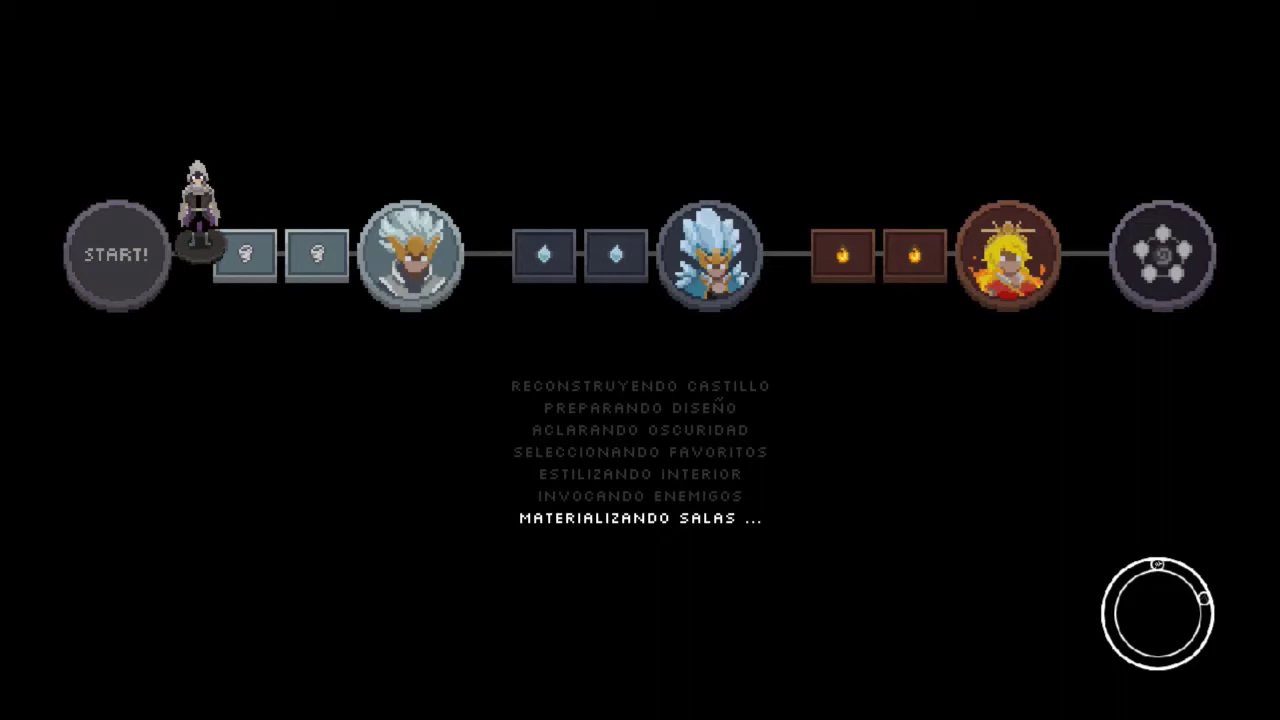 START!
RECONSTRUYENDO CASTILLO
PREPARANDO DISEÑO
ACLARANDO OSCURIDAD
SELECCIONANDO FAVORITOS
ESTILIZANDO INTERIOR
INVOCANDO ENEMIGOS
MATERIALIZANDO SALAS ...